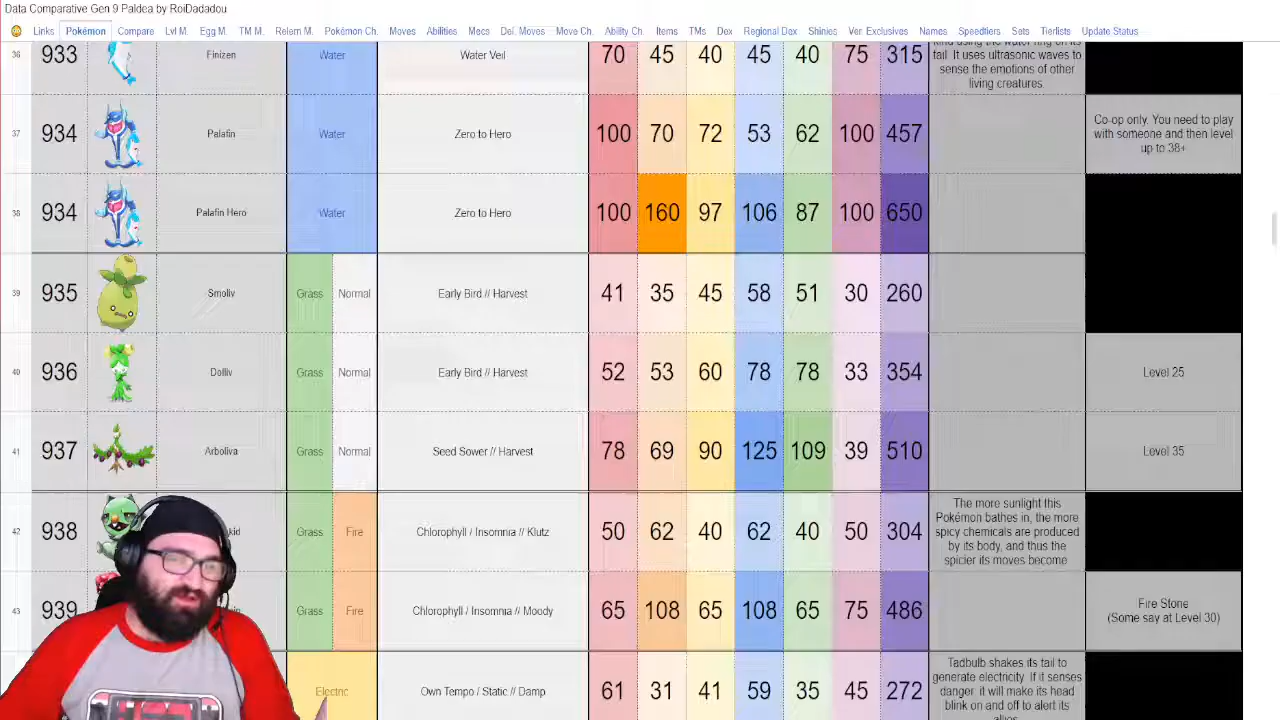 Data Comparative Gen 9 Paldea by RoiDadadou
Links Pokémon Compare Lvl M. Egg M. TM M. Relern M. Pokémon Ch. Moves Abilities Mecs Del. Moves Move Ch. Ability Ch. Items TMs Dex Regional Dex Shinies Ver. Exclusives Names Speedtiers Sets Tierlists Update Status
36 933 Finizen Water Water Veil 70 45 40 45 40 75 315
tail. It uses ultrasonic waves to
sense the emotions of other
living creatures.
37 934 Palafin Water Zero to Hero 100 70 72 53 62 100 457
Co-op only. You need to play
with someone and then level
up to 38+
38 934 Palafin Hero Water Zero to Hero 100 160 97 106 87 100 650
39 935 Smoliv Grass Normal Early Bird // Harvest 41 35 45 58 51 30 260
40 936 Dolliv Grass Normal Early Bird // Harvest 52 53 60 78 78 33 354 Level 25
41 937 Arboliva Grass Normal Seed Sower // Harvest 78 69 90 125 109 39 510 Level 35
42 938 kid Grass Fire Chlorophyll / Insomnia // Klutz 50 62 40 62 40 50 304
The more sunlight this
Pokémon bathes in, the more
spicy chemicals are produced
by its body, and thus the
spicier its moves become
43 939 Grass Fire Chlorophyll / Insomnia // Moody 65 108 65 108 65 75 486
Fire Stone
(Some say at Level 30)
Electric Own Tempo / Static // Damp 61 31 41 59 35 45 272
Tadbulb shakes its tail to
generate electricity. If it senses
danger, it will make its head
blink on and off to alert its